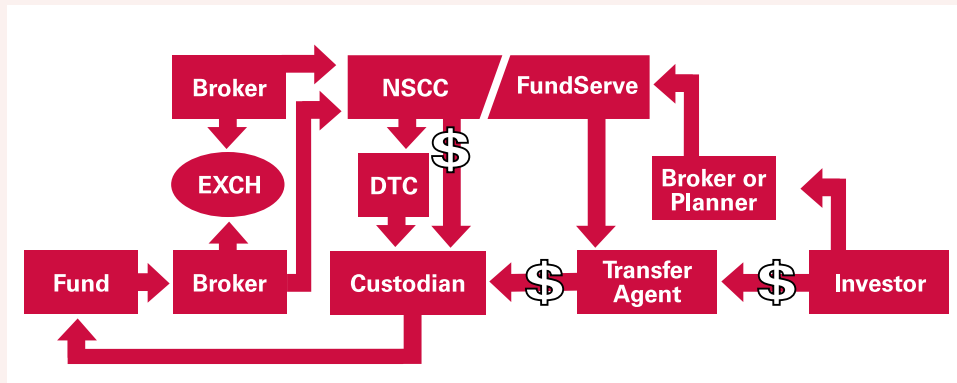 Broker
NSCC
FundServe
$
EXCH
DTC
Broker or
Planner
Fund
Broker
Custodian
$
Transfer
Agent
$
Investor